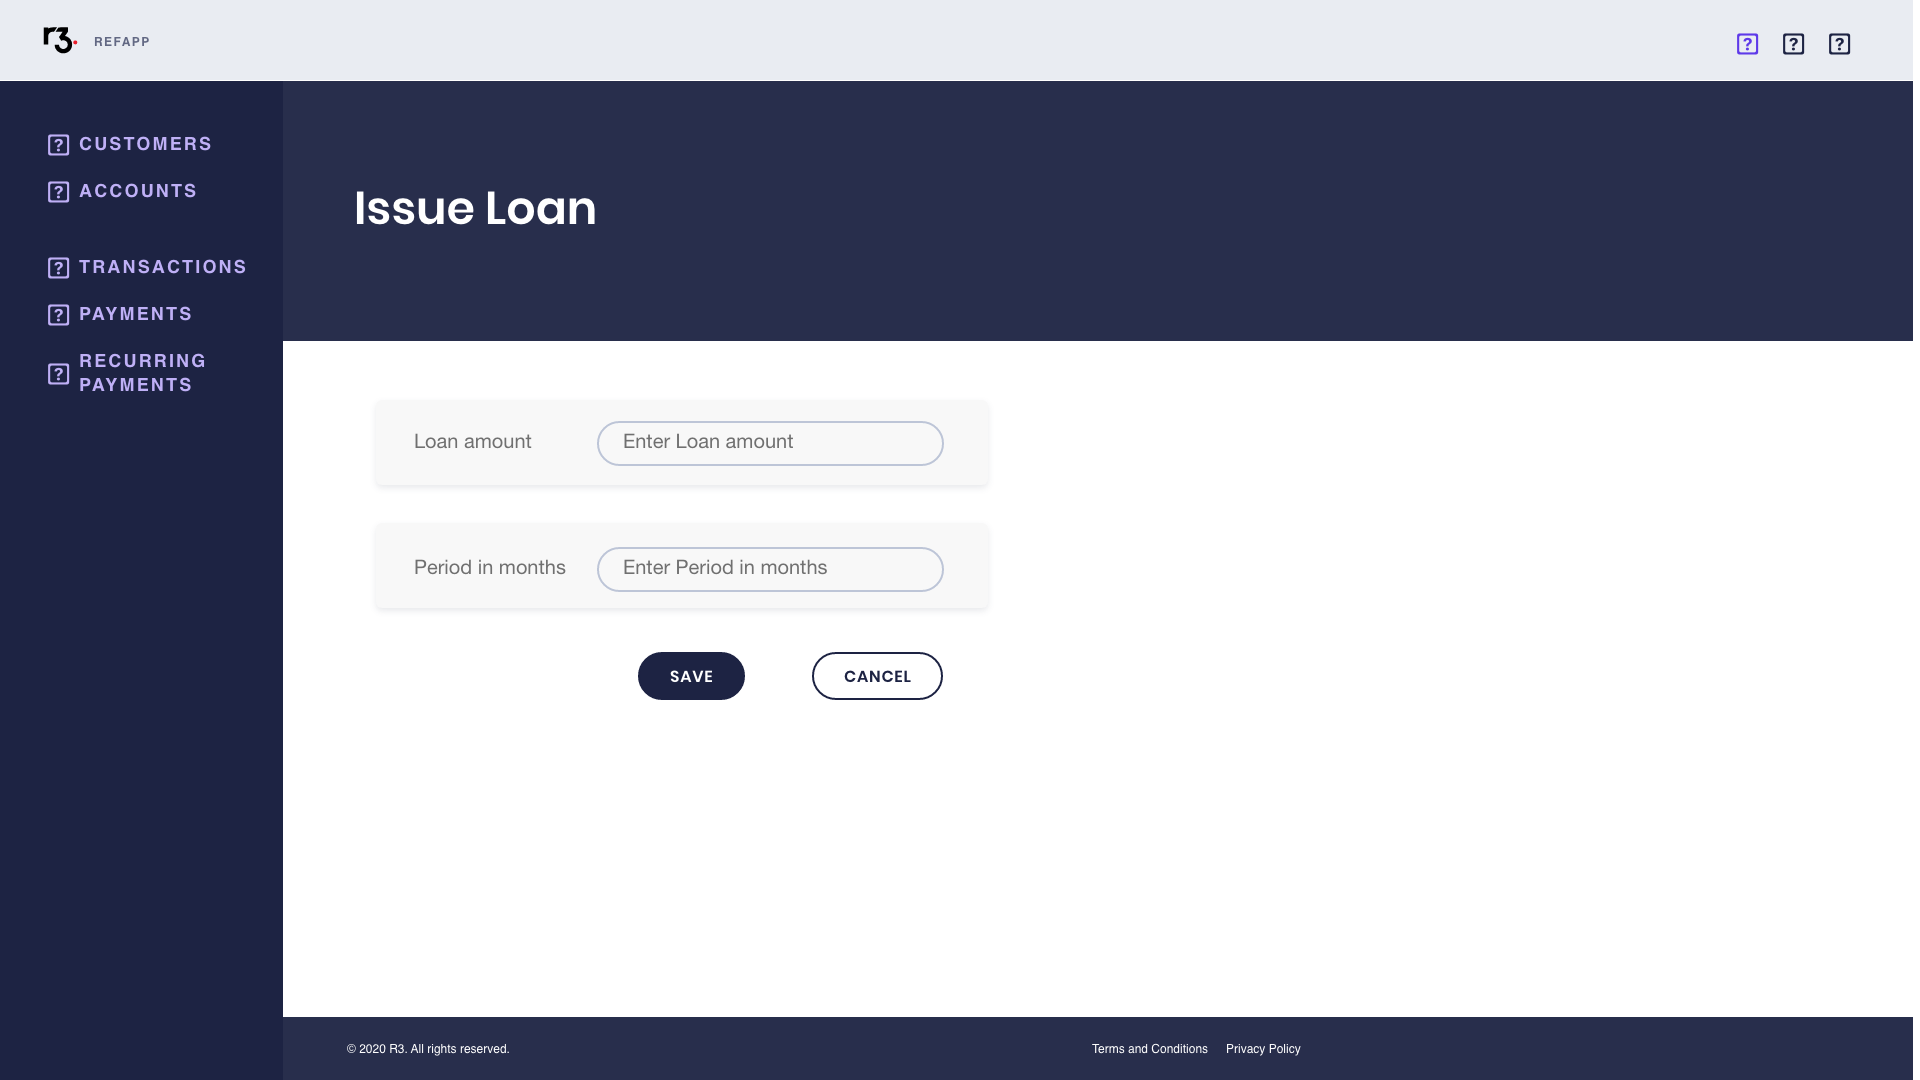 r3. REFAPP
CUSTOMERS
ACCOUNTS
TRANSACTIONS
PAYMENTS
RECURRING
PAYMENTS
Issue Loan
Loan amount Enter Loan amount
Period in months Enter Period in months
SAVE CANCEL
© 2020 R3. All rights reserved. Terms and Conditions Privacy Policy